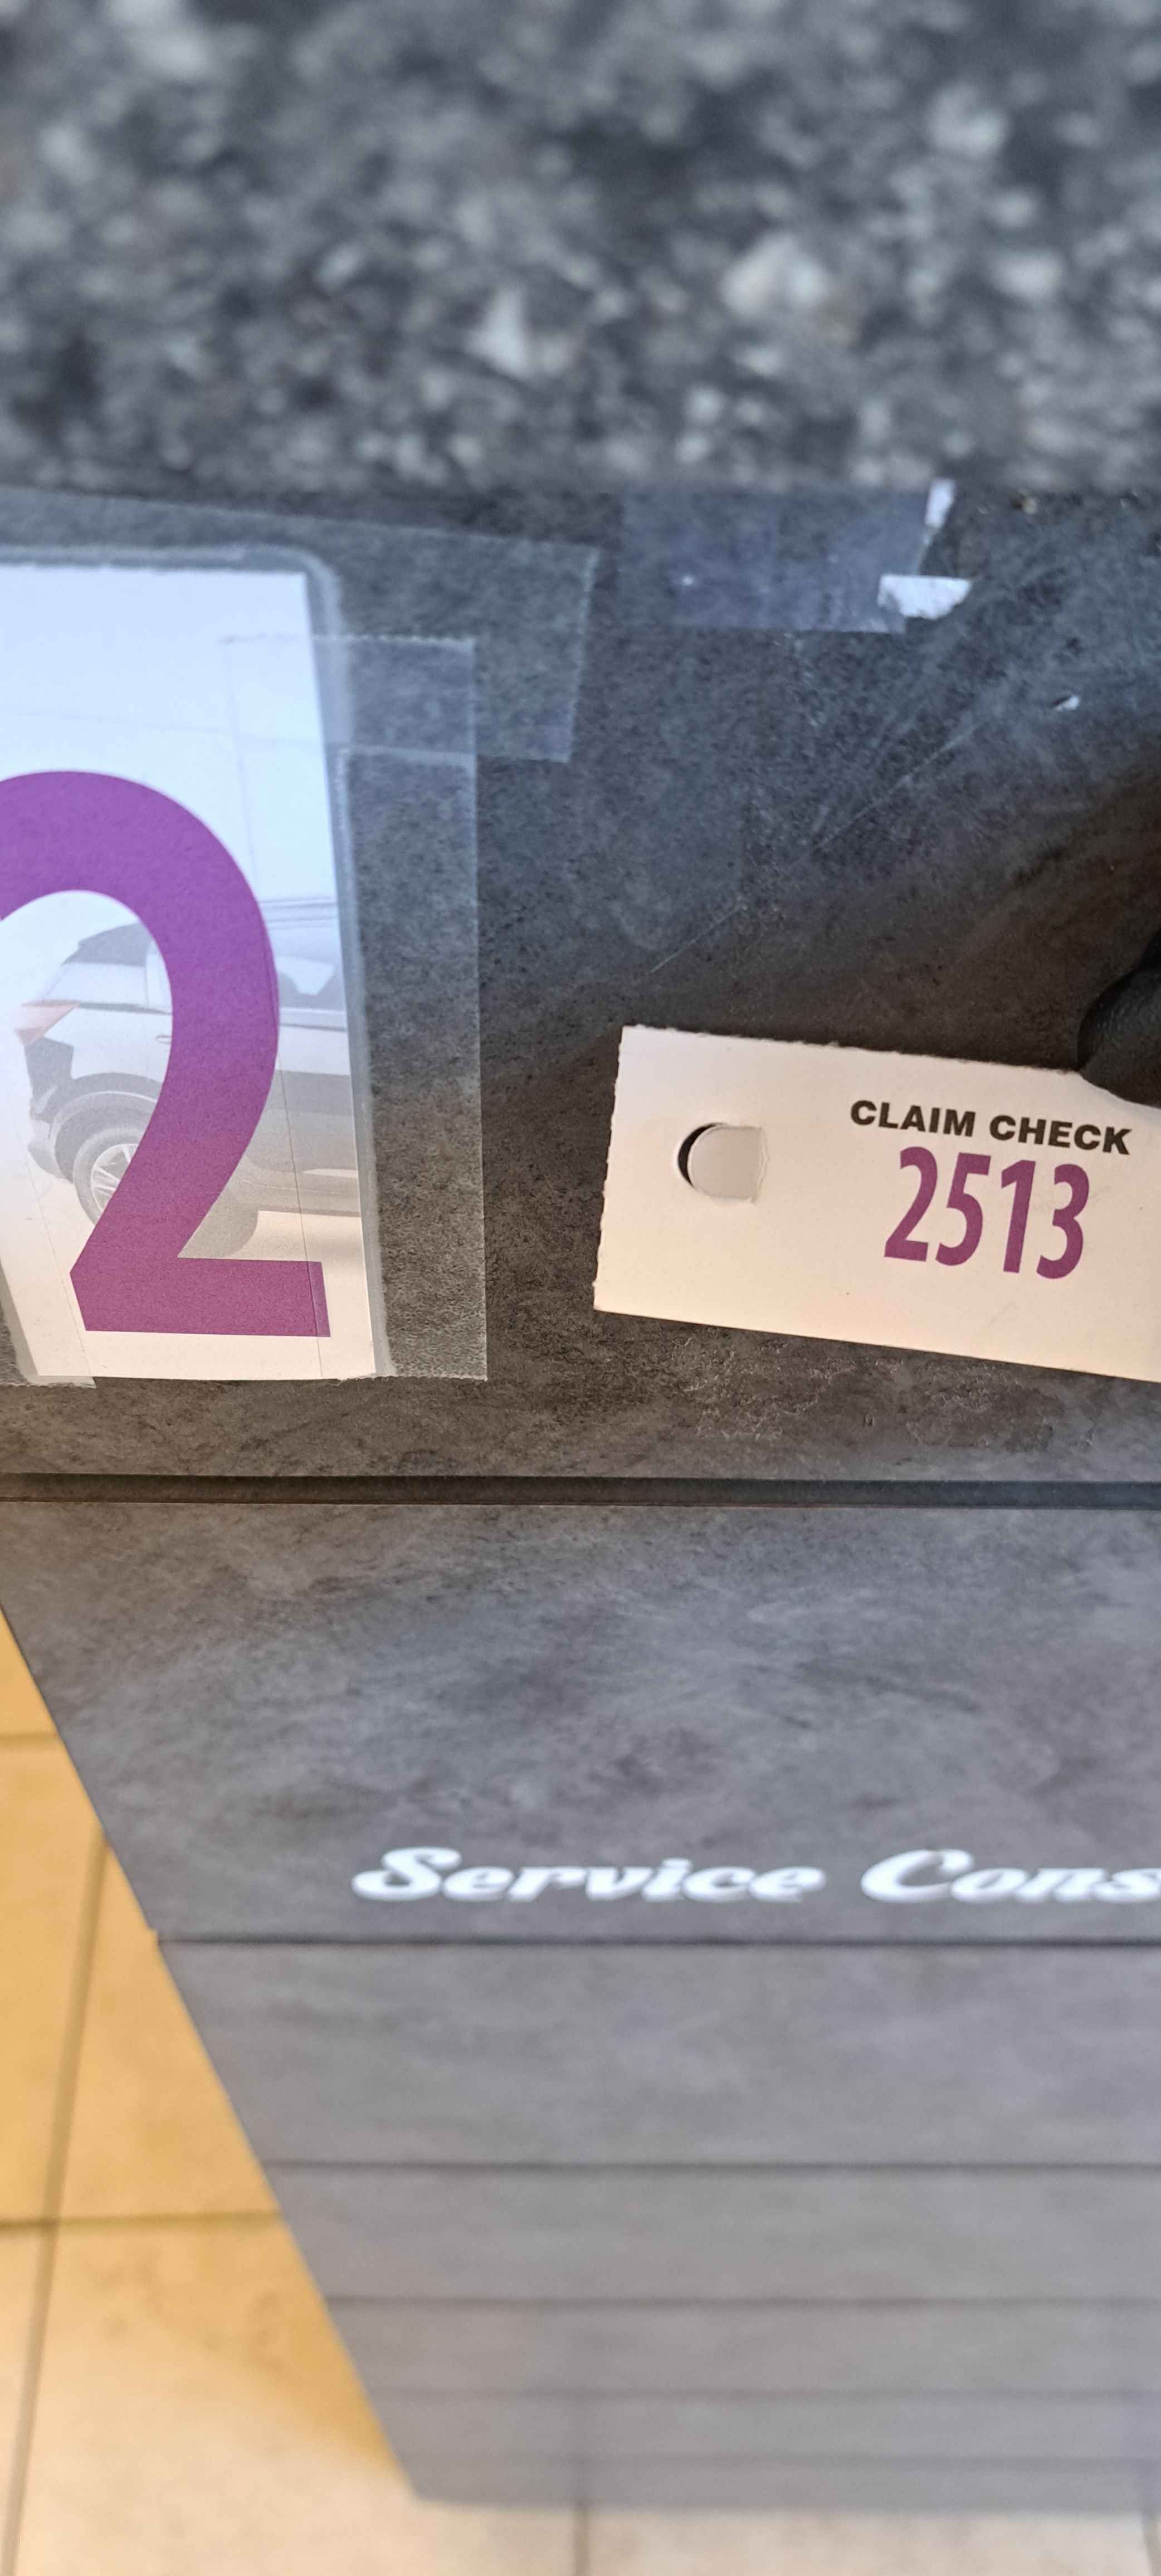 2
CLAIM CHECK
2513
Service Cons